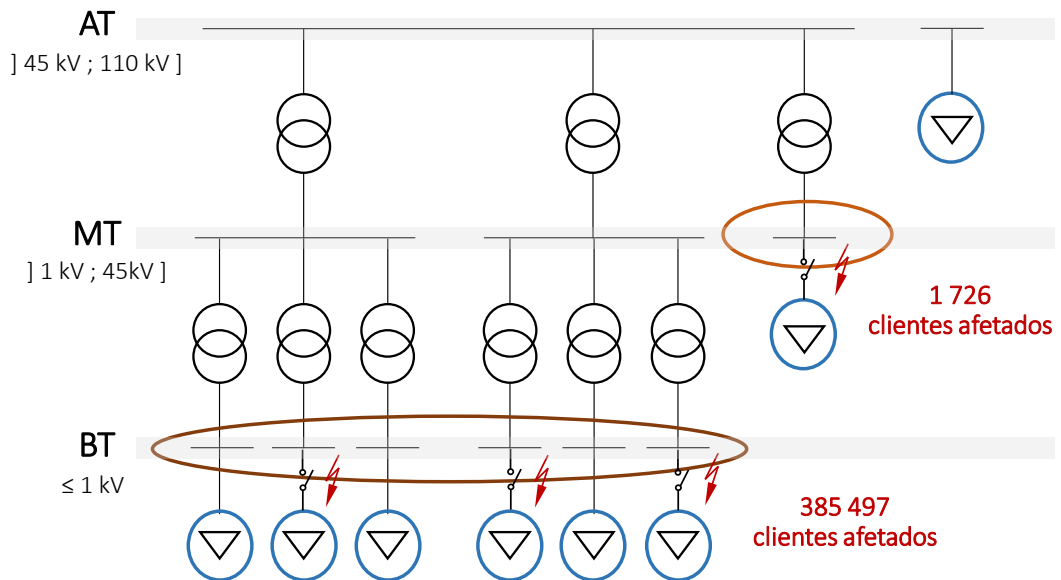 AT
] 45 kV ; 110 kV ]
MT
] 1 kV ; 45kV ]
1 726
clientes afetados
BT
≤ 1 kV
385 497
clientes afetados